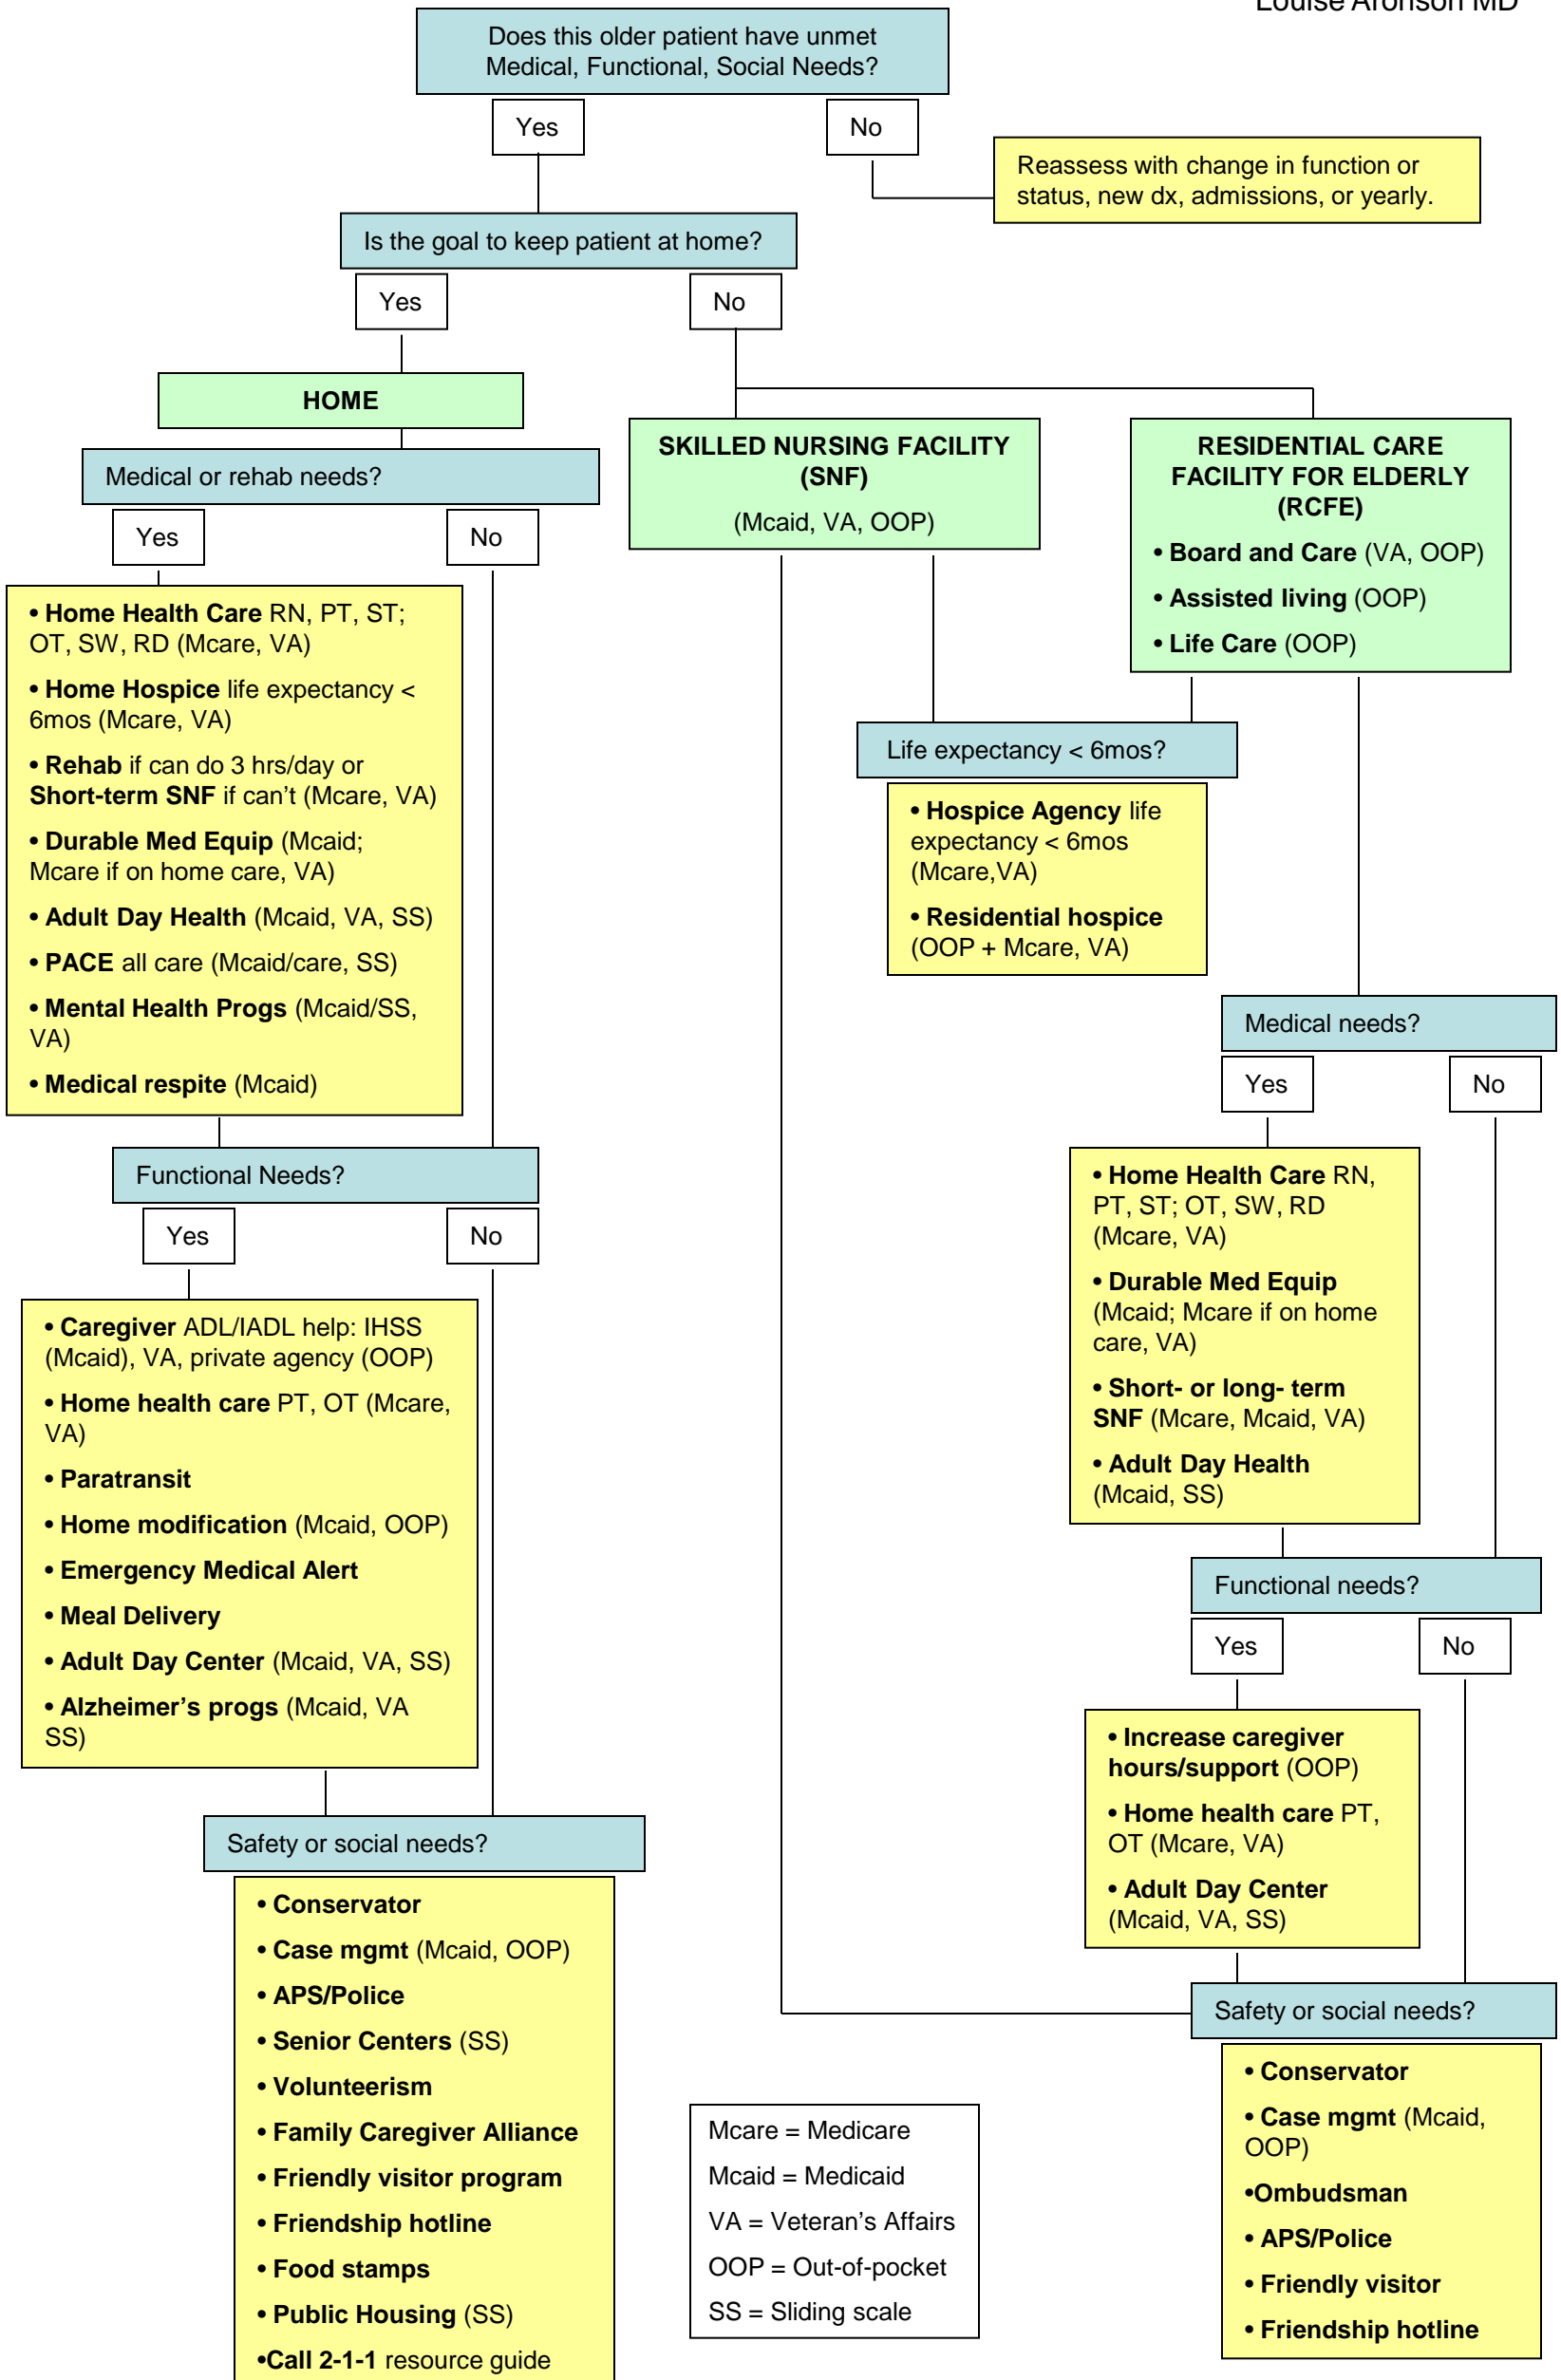 Louise Aronson MD
Does this older patient have unmet
Medical, Functional, Social Needs?
Yes
No
Reassess with change in function or
status, new dx, admissions, or yearly.
Is the goal to keep patient at home?
Yes
No
HOME
Medical or rehab needs?
Yes
No
• Home Health Care RN, PT, ST;
OT, SW, RD (Mcare, VA)
• Home Hospice life expectancy <
6mos (Mcare, VA)
• Rehab if can do 3 hrs/day or
Short-term SNF if can't (Mcare, VA)
• Durable Med Equip (Mcaid;
Mcare if on home care, VA)
• Adult Day Health (Mcaid, VA, SS)
• PACE all care (Mcaid/care, SS)
• Mental Health Progs (Mcaid/SS,
VA)
• Medical respite (Mcaid)
Functional Needs?
Yes
No
• Caregiver ADL/IADL help: IHSS
(Mcaid), VA, private agency (OOP)
• Home health care PT, OT (Mcare,
VA)
• Paratransit
• Home modification (Mcaid, OOP)
• Emergency Medical Alert
• Meal Delivery
• Adult Day Center (Mcaid, VA, SS)
• Alzheimer's progs (Mcaid, VA
SS)
Safety or social needs?
• Conservator
• Case mgmt (Mcaid, OOP)
• APS/Police
• Senior Centers (SS)
• Volunteerism
• Family Caregiver Alliance
• Friendly visitor program
• Friendship hotline
• Food stamps
• Public Housing (SS)
•Call 2-1-1 resource guide
SKILLED NURSING FACILITY
(SNF)
(Mcaid, VA, OOP)
RESIDENTIAL CARE
FACILITY FOR ELDERLY
(RCFE)
• Board and Care (VA, OOP)
• Assisted living (OOP)
• Life Care (OOP)
Life expectancy < 6mos?
• Hospice Agency life
expectancy < 6mos
(Mcare,VA)
• Residential hospice
(OOP + Mcare, VA)
Medical needs?
Yes
No
• Home Health Care RN,
PT, ST; OT, SW, RD
(Mcare, VA)
• Durable Med Equip
(Mcaid; Mcare if on home
care, VA)
• Short- or long- term
SNF (Mcare, Mcaid, VA)
• Adult Day Health
(Mcaid, SS)
Functional needs?
Yes
No
• Increase caregiver
hours/support (OOP)
• Home health care PT,
OT (Mcare, VA)
• Adult Day Center
(Mcaid, VA, SS)
Safety or social needs?
• Conservator
• Case mgmt (Mcaid,
OOP)
•Ombudsman
• APS/Police
• Friendly visitor
• Friendship hotline
Mcare = Medicare
Mcaid = Medicaid
VA = Veteran's Affairs
OOP = Out-of-pocket
SS = Sliding scale